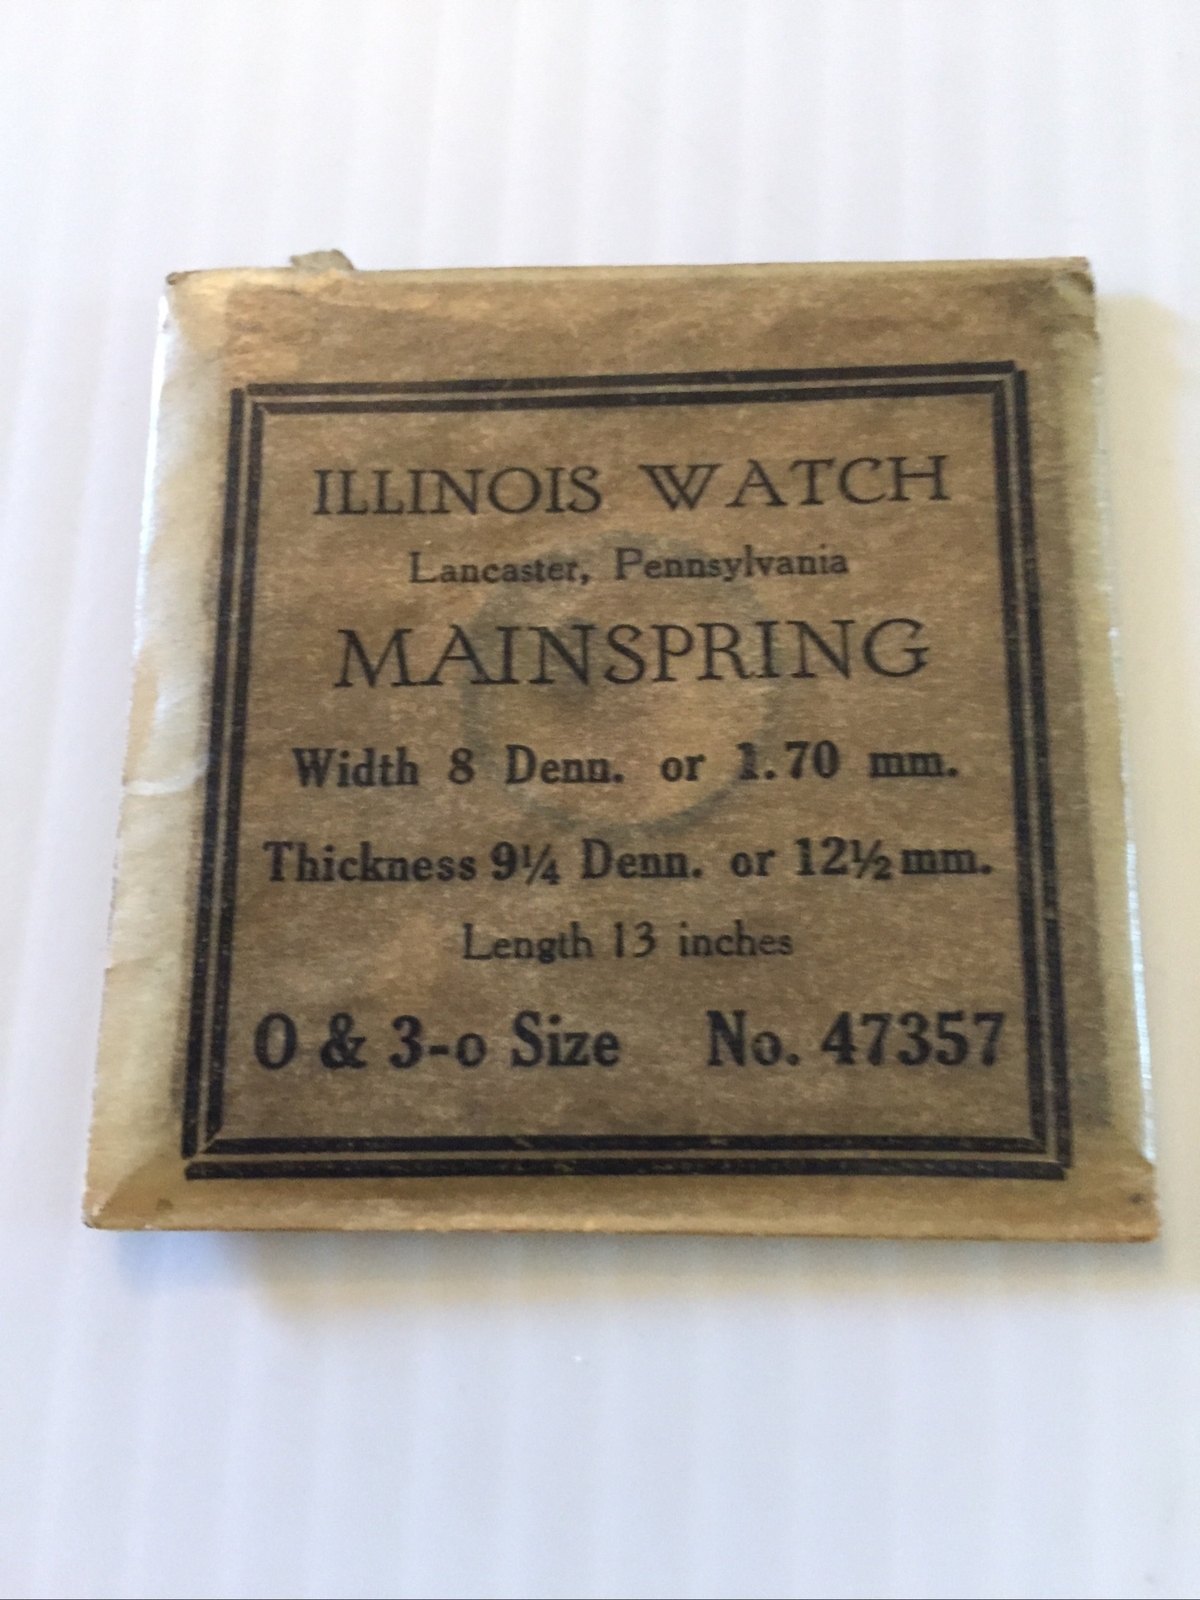 ILLINOIS WATCH
Lancaster, Pennsylvania
MAINSPRING
Width 8 Denn. or 1.70 mm.
Thickness 9¼ Denn. or 12½ mm.
Length 13 inches
O & 3-o Size No. 47357